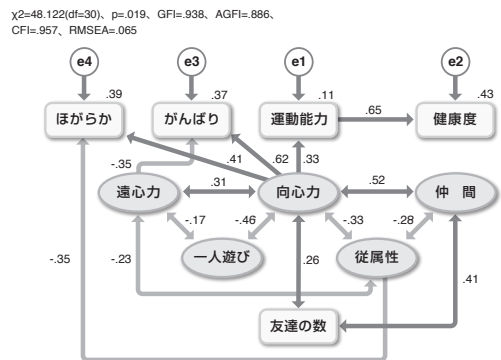 χ2=48.122(df=30)、p=.019、GFI=.938、AGFI=.886、
CFI=.957、RMSEA=.065
e4 e3 e1 e2
.39 .37 .11 .43
ほがらか がんばり 運動能力 .65 健康度
-.35 .41 .62 .33
遠心力 .31 向心力 .52 仲 間
-.17 -.46 -.33 -.28
-.35 -.23 一人遊び .26 従属性 .41
友達の数